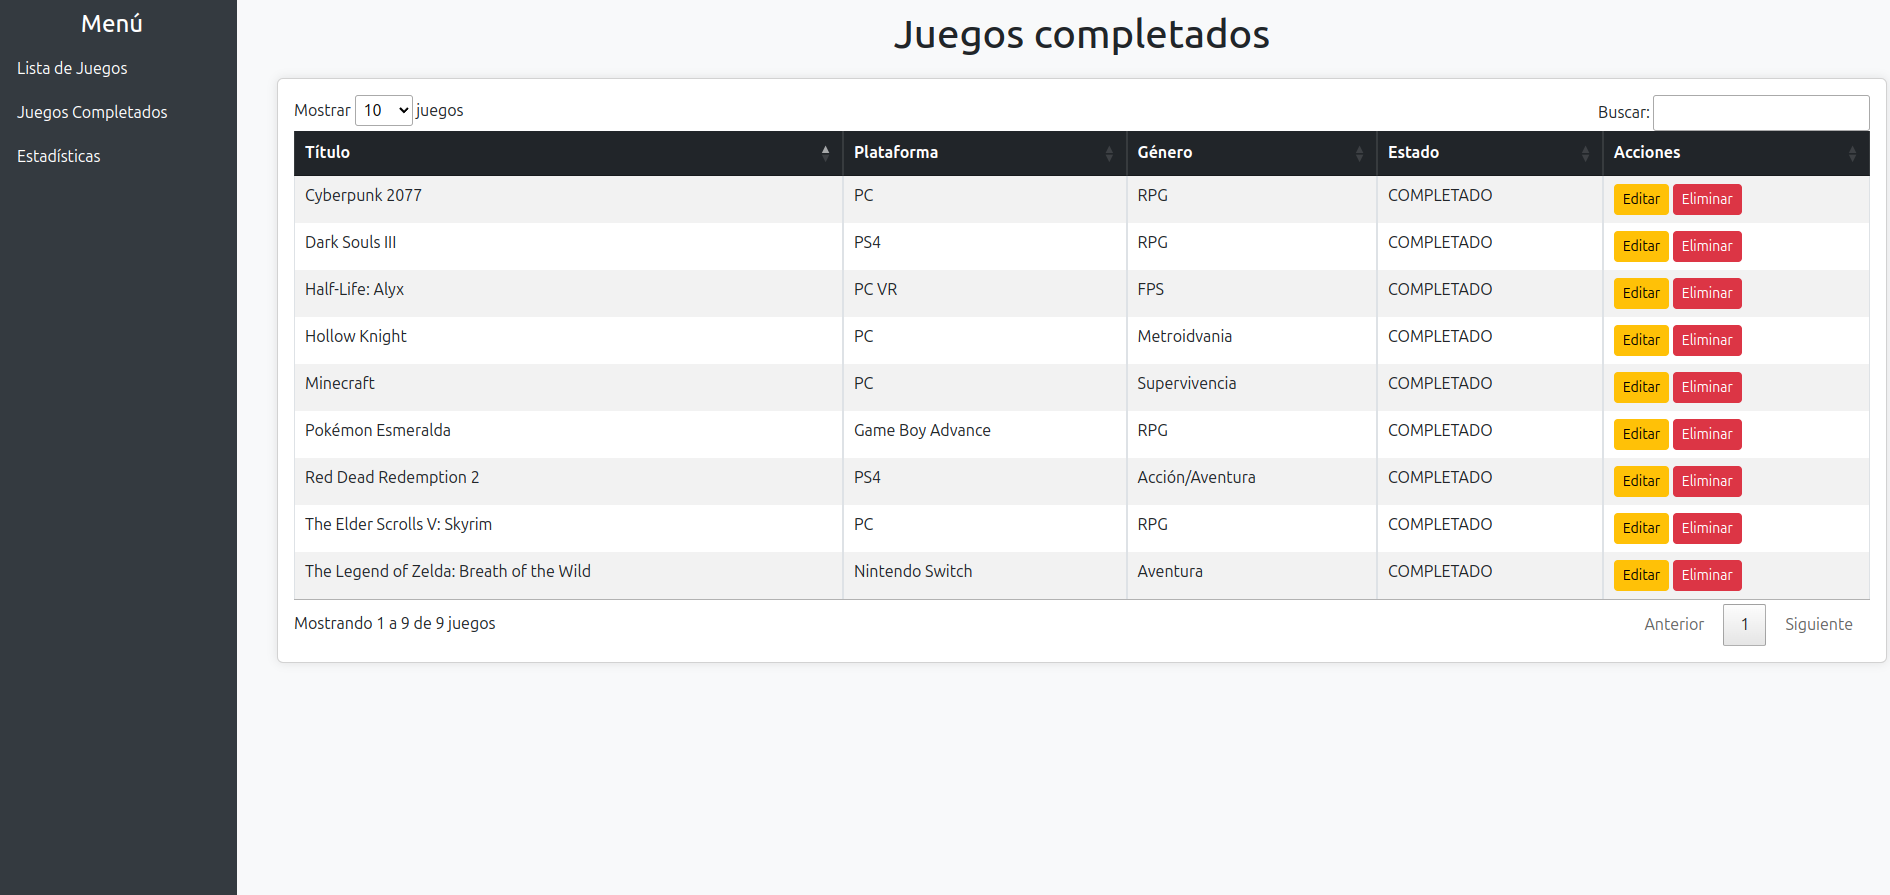 Menú
Lista de Juegos
Juegos Completados
Estadísticas
Juegos completados
Mostrar 10 juegos Buscar:
Título Plataforma Género Estado Acciones
Cyberpunk 2077 PC RPG COMPLETADO Editar Eliminar
Dark Souls III PS4 RPG COMPLETADO Editar Eliminar
Half-Life: Alyx PC VR FPS COMPLETADO Editar Eliminar
Hollow Knight PC Metroidvania COMPLETADO Editar Eliminar
Minecraft PC Supervivencia COMPLETADO Editar Eliminar
Pokémon Esmeralda Game Boy Advance RPG COMPLETADO Editar Eliminar
Red Dead Redemption 2 PS4 Acción/Aventura COMPLETADO Editar Eliminar
The Elder Scrolls V: Skyrim PC RPG COMPLETADO Editar Eliminar
The Legend of Zelda: Breath of the Wild Nintendo Switch Aventura COMPLETADO Editar Eliminar
Mostrando 1 a 9 de 9 juegos Anterior 1 Siguiente